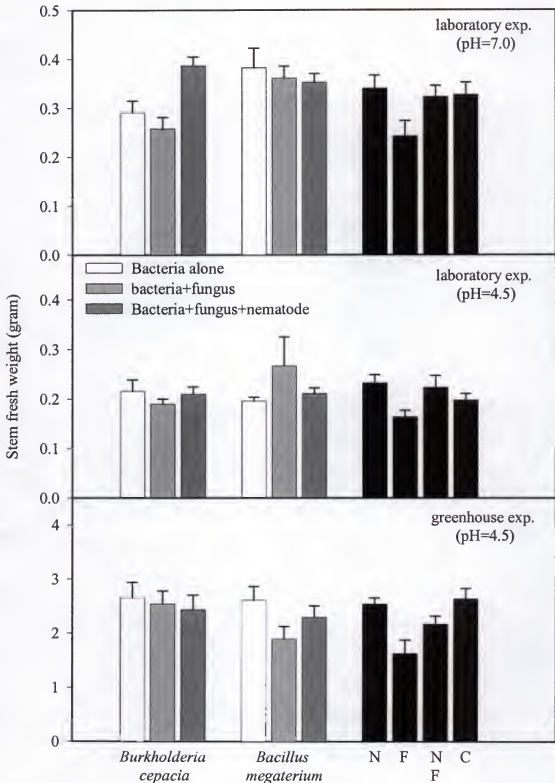 0.5
laboratory exp.
(pH=7.0)
0.4
0.3
0.2
0.1
0.0
Bacteria alone
bacteria+fungus
Bacteria+fungus+nematode
laboratory exp.
(pH=4.5)
0.4
0.3
0.2
0.1
0.0
Stem fresh weight (gram)
greenhouse exp.
(pH=4.5)
4
3
2
1
0
Burkholderia
cepacia
Bacillus
megaterium
N F N C
F